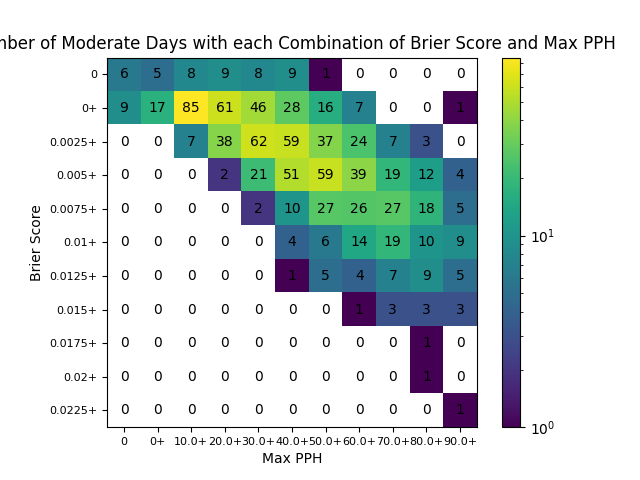 mber of Moderate Days with each Combination of Brier Score and Max PPH
0 6 5 8 9 8 9 1 0 0 0 0
0+ 9 17 85 61 46 28 16 7 0 0 1
0.0025+ 0 0 7 38 62 59 37 24 7 3 0
0.005+ 0 0 0 2 21 51 59 39 19 12 4
0.0075+ 0 0 0 0 2 10 27 26 27 18 5
0.01+ 0 0 0 0 0 4 6 14 19 10 9
0.0125+ 0 0 0 0 0 1 5 4 7 9 5
0.015+ 0 0 0 0 0 0 0 1 3 3 3
0.0175+ 0 0 0 0 0 0 0 0 0 1 0
0.02+ 0 0 0 0 0 0 0 0 0 1 0
0.0225+ 0 0 0 0 0 0 0 0 0 0 1
0 0+ 10.0+ 20.0+ 30.0+ 40.0+ 50.0+ 60.0+ 70.0+ 80.0+ 90.0+
Max PPH
Brier Score
10¹
10⁰